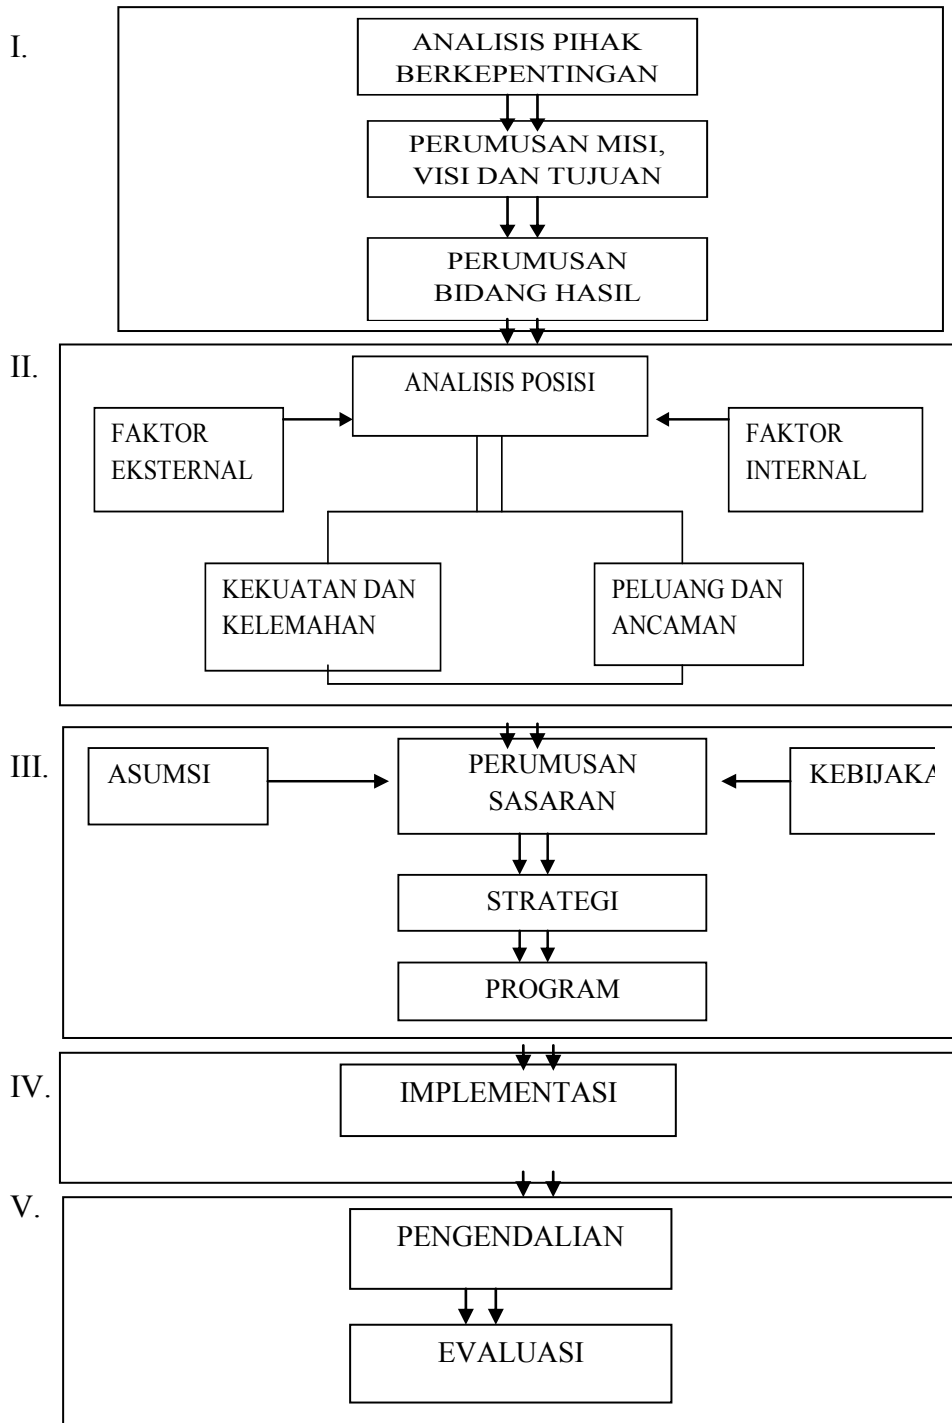 I.
ANALISIS PIHAK
BERKEPENTINGAN
PERUMUSAN MISI,
VISI DAN TUJUAN
PERUMUSAN
BIDANG HASIL
II.
ANALISIS POSISI
FAKTOR
EKSTERNAL
FAKTOR
INTERNAL
KEKUATAN DAN
KELEMAHAN
PELUANG DAN
ANCAMAN
III.
ASUMSI
PERUMUSAN
SASARAN
KEBIJAKA
STRATEGI
PROGRAM
IV.
IMPLEMENTASI
V.
PENGENDALIAN
EVALUASI